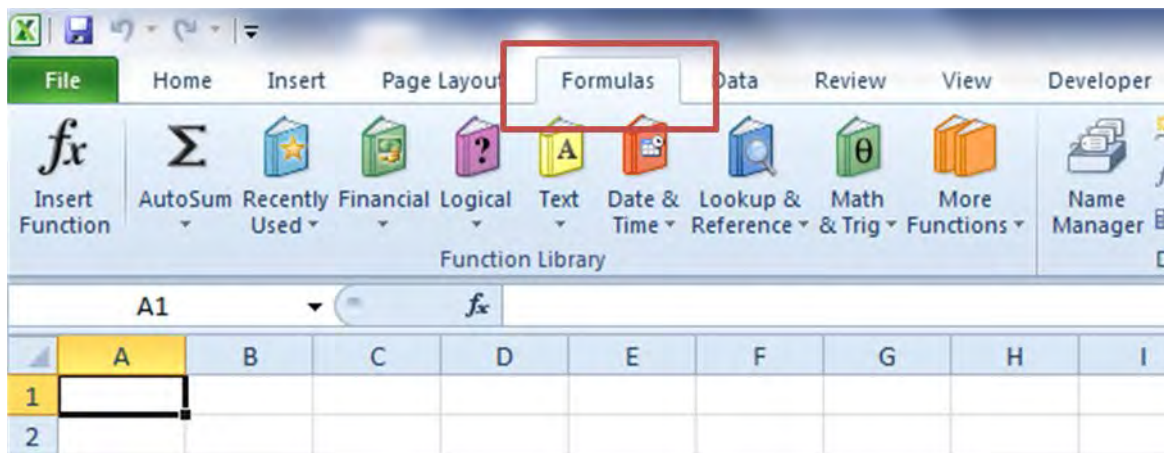 File Home Insert Page Layout Formulas Data Review View Developer
fx Σ ? A θ
Insert Function AutoSum Recently Used Financial Logical Text Date & Time Lookup & Reference Math & Trig More Functions Name Manager
Function Library
A1 fx
A B C D E F G H I
1
2